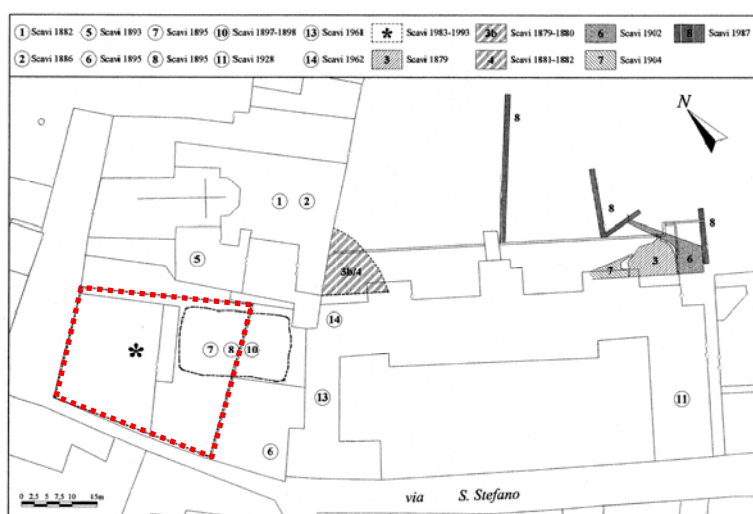 1 Scavi 1882 5 Scavi 1893 7 Scavi 1895 10 Scavi 1897-1898 13 Scavi 1961 * Scavi 1983-1993 3b Scavi 1879-1880 6 Scavi 1902 8 Scavi 1987
2 Scavi 1886 6 Scavi 1895 8 Scavi 1895 11 Scavi 1928 14 Scavi 1962 3 Scavi 1879 4 Scavi 1881-1882 7 Scavi 1904
N
8
8
1 2
8
5
3b/4
3
6
7
14
* 7 8 10
13
11
6
0 2,5 5 7,5 10 15m
via S. Stefano